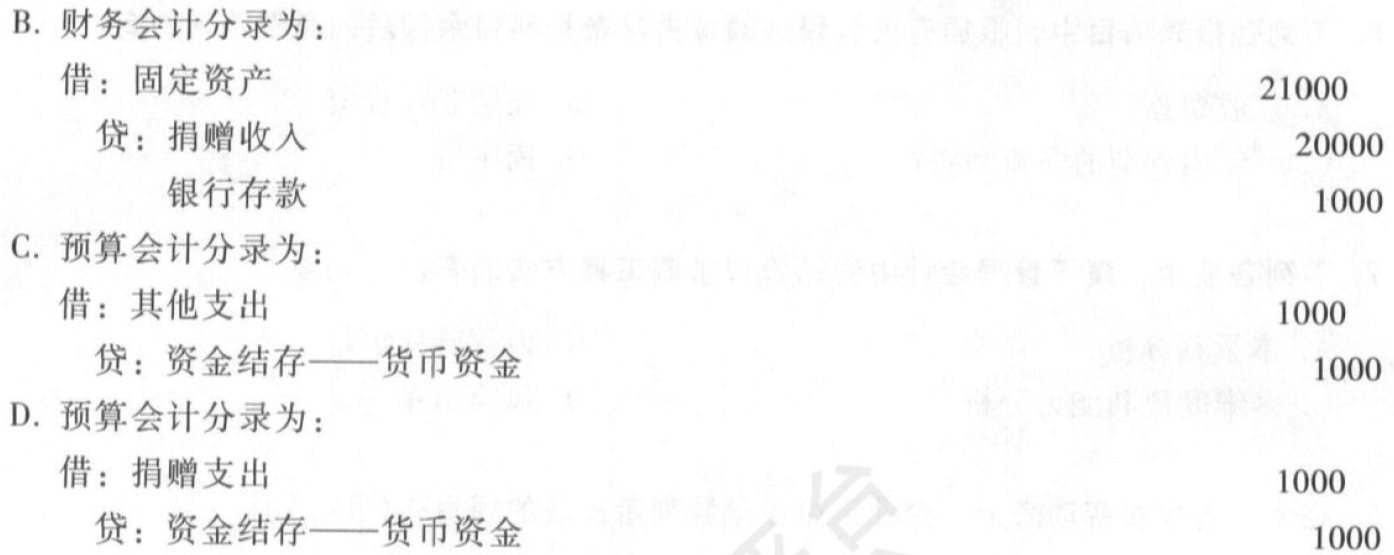 B. 财务会计分录为：
借：固定资产 21000
贷：捐赠收入 20000
银行存款 1000
C. 预算会计分录为：
借：其他支出 1000
贷：资金结存——货币资金 1000
D. 预算会计分录为：
借：捐赠支出 1000
贷：资金结存——货币资金 1000